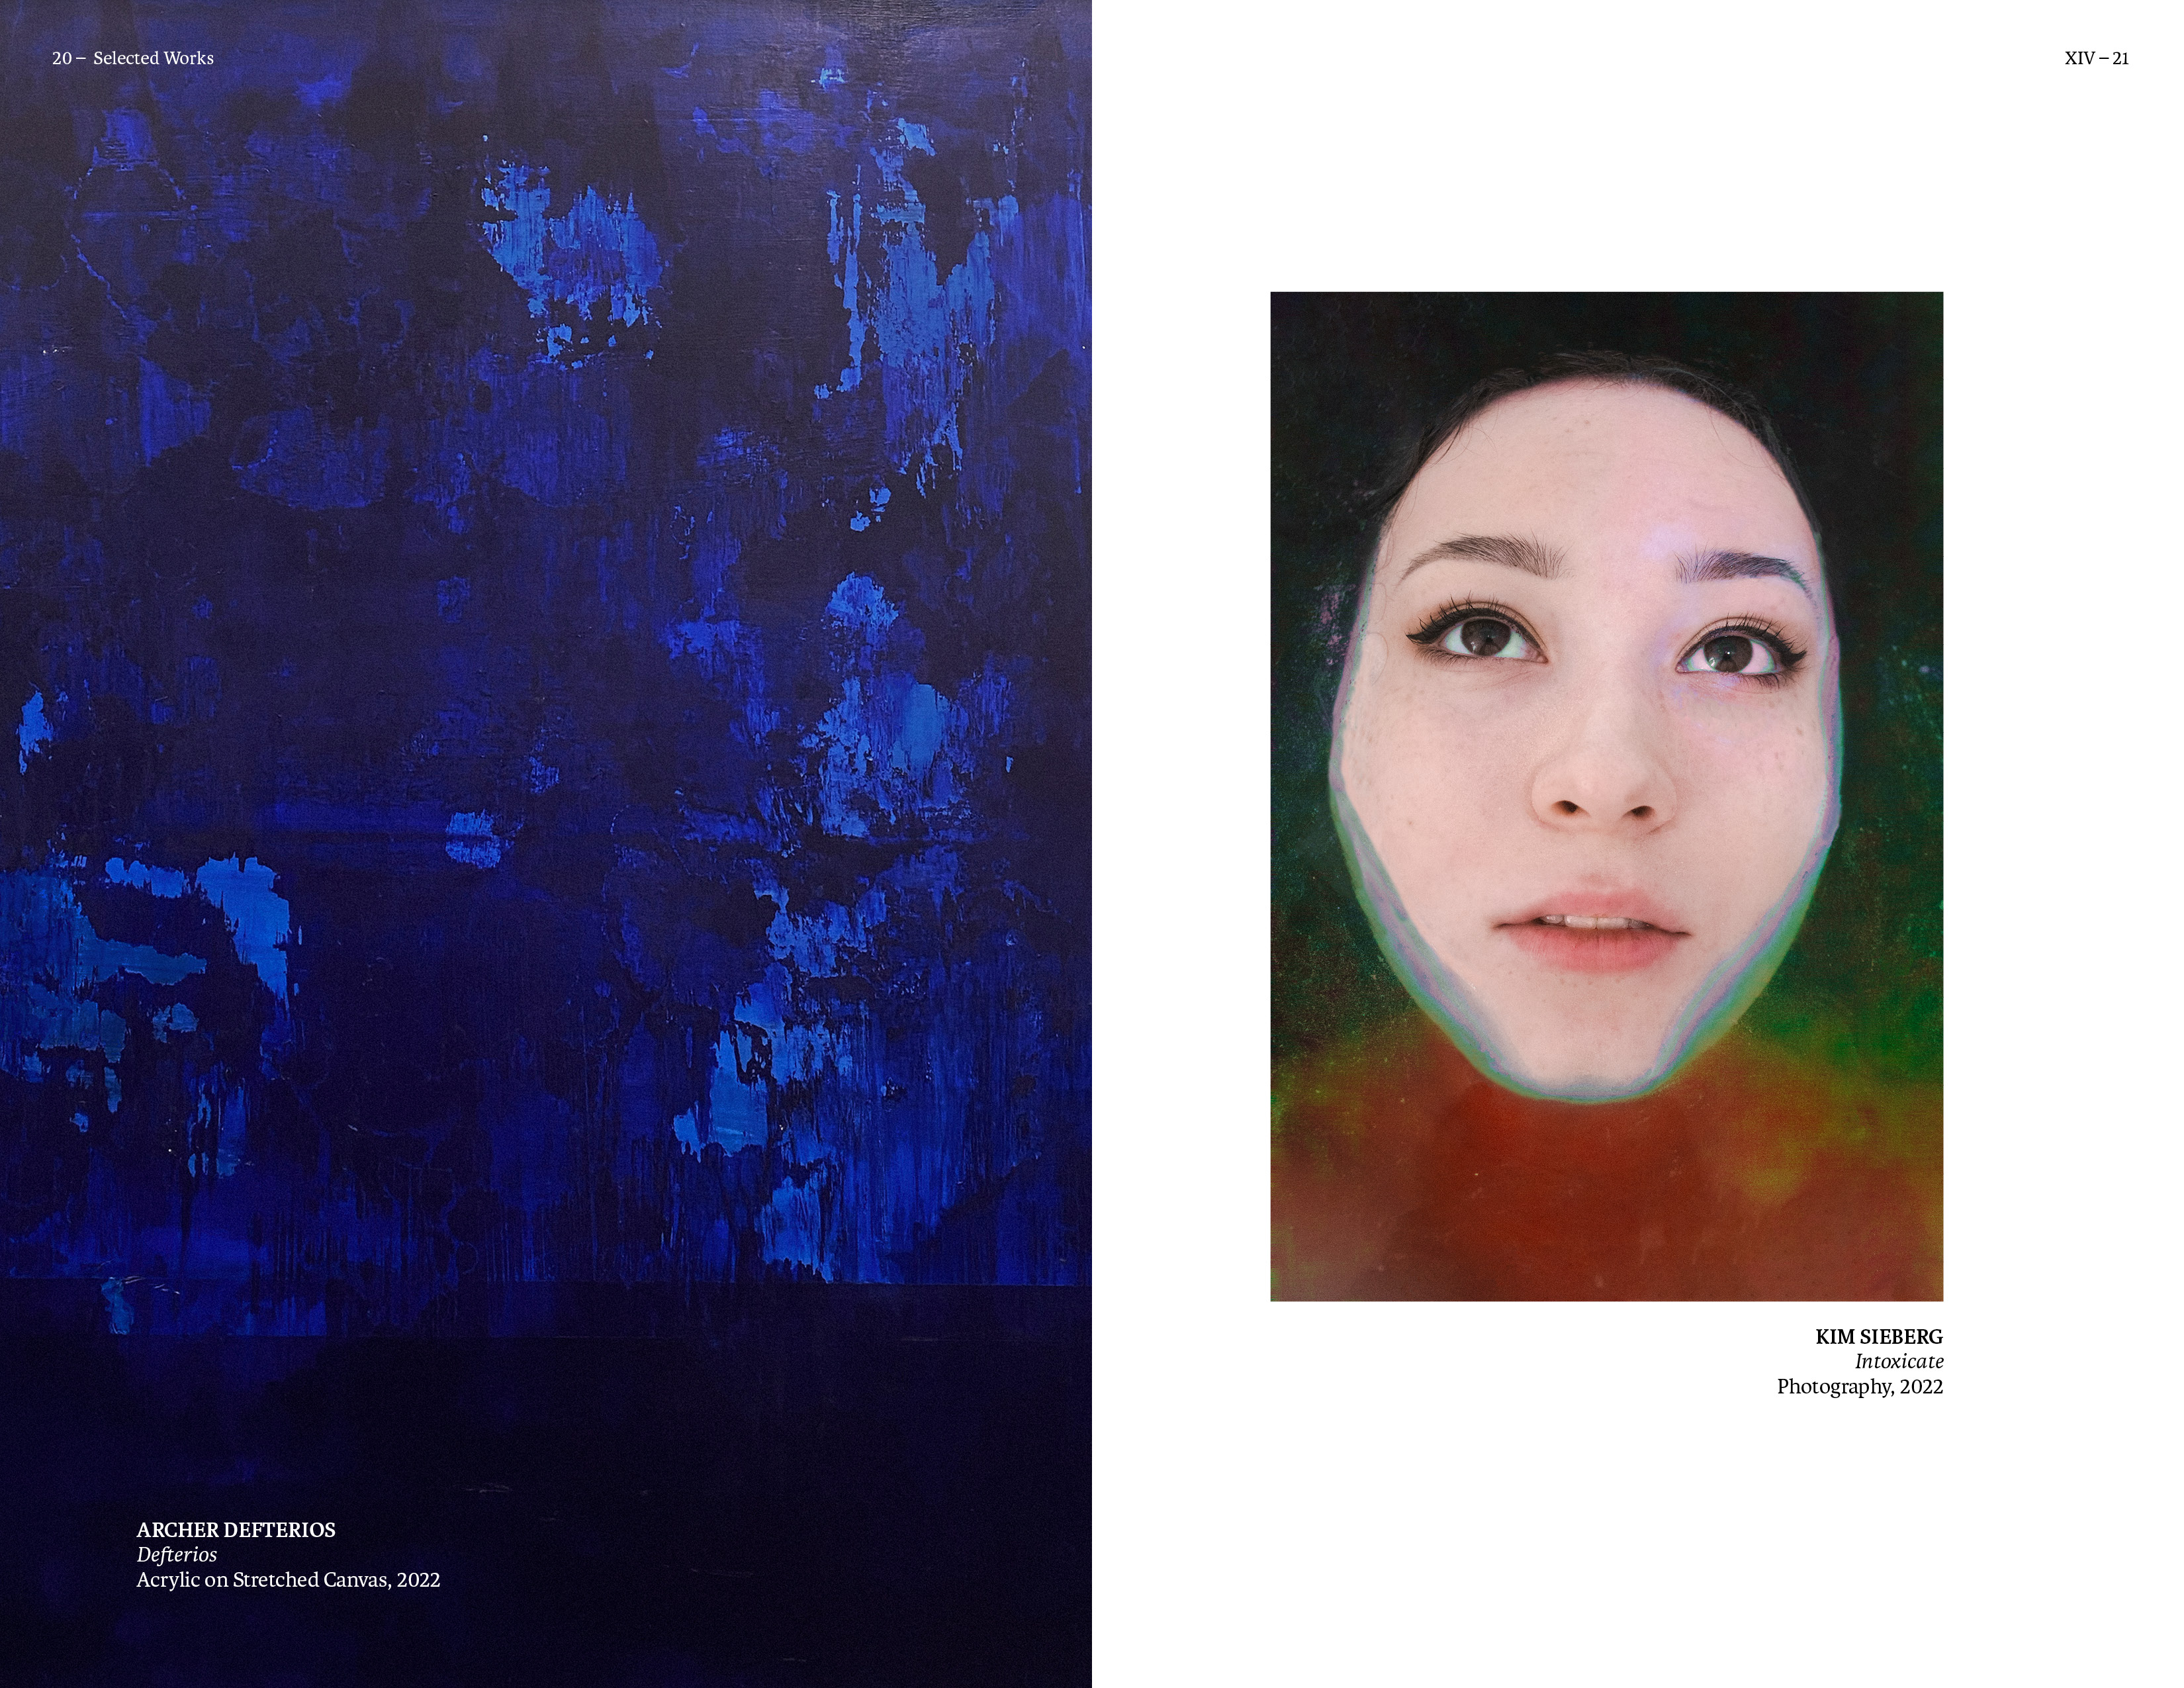 20 – Selected Works
ARCHER DEFTERIOS
Defterios
Acrylic on Stretched Canvas, 2022
XIV – 21
KIM SIEBERG
Intoxicate
Photography, 2022